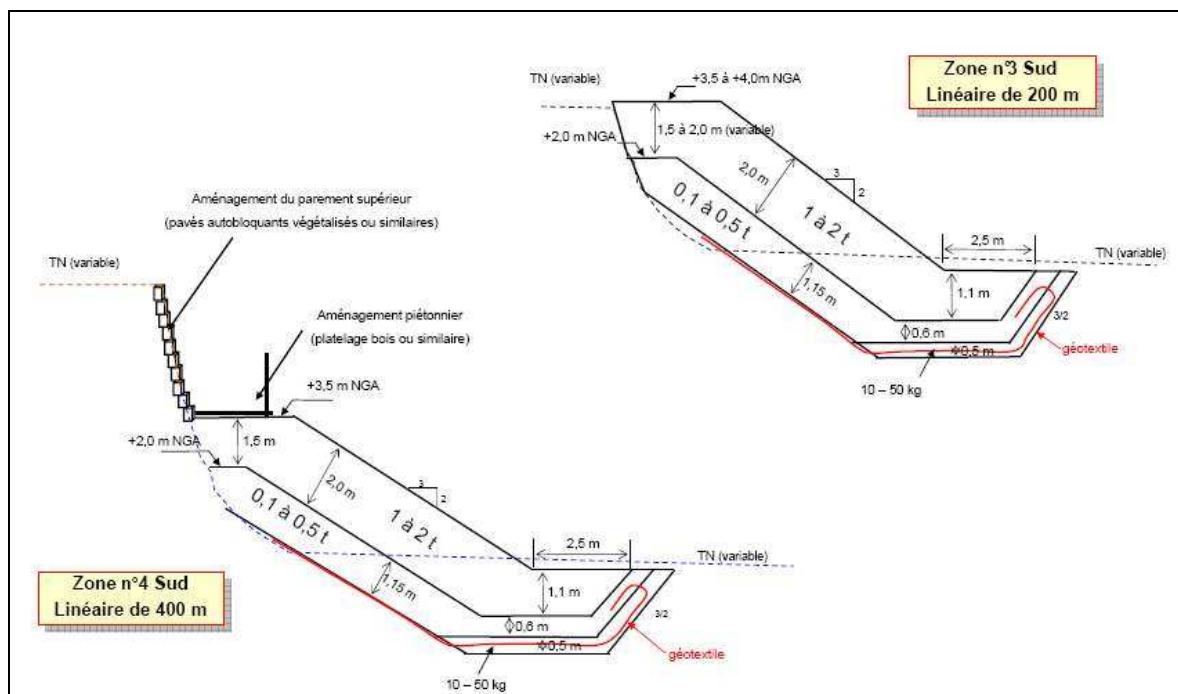 TN (variable)
+3,5 à +4,0m NGA
Zone n°3 Sud
Linéaire de 200 m
1,5 à 2,0 m (variable)
+2,0 m NGA
2,0 m
3
2
0,1 à 0,5 t
1 à 2 t
2,5 m
TN (variable)
1,15 m
1,1 m
0,6 m
0,5 m
3/2
géotextile
10 – 50 kg
Aménagement du parement supérieur
(pavés autobloquants végétalisés ou similaires)
TN (variable)
Aménagement piétonnier
(platelage bois ou similaire)
+3,5 m NGA
+2,0 m NGA
1,5 m
2,0 m
3
2
0,1 à 0,5 t
1 à 2 t
2,5 m
TN (variable)
Zone n°4 Sud
Linéaire de 400 m
1,15 m
1,1 m
0,6 m
0,5 m
3/2
géotextile
10 – 50 kg